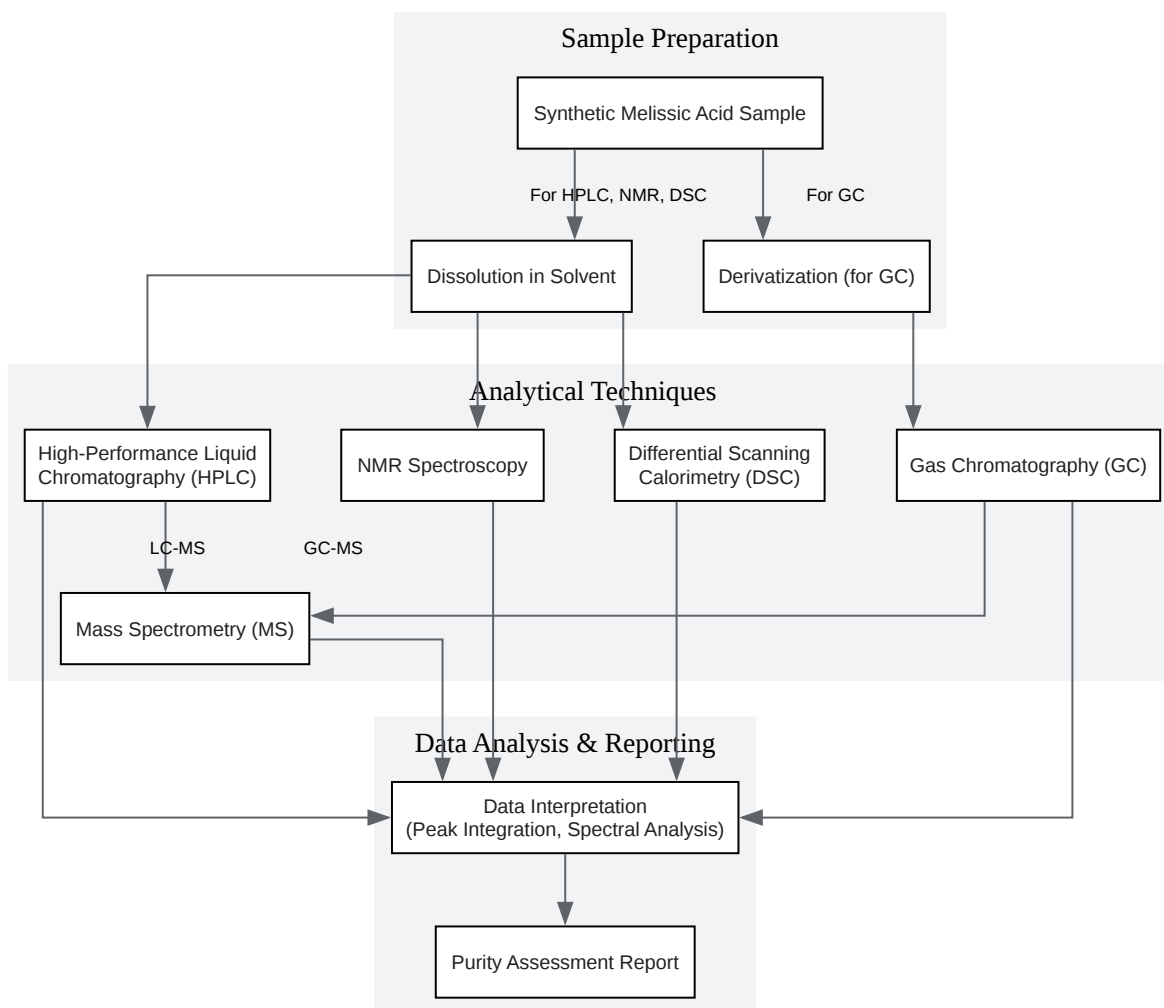 Sample Preparation
Synthetic Melissic Acid Sample
For HPLC, NMR, DSC
For GC
Dissolution in Solvent
Derivatization (for GC)
Analytical Techniques
High-Performance Liquid
Chromatography (HPLC)
NMR Spectroscopy
Differential Scanning
Calorimetry (DSC)
Gas Chromatography (GC)
LC-MS
GC-MS
Mass Spectrometry (MS)
Data Analysis & Reporting
Data Interpretation
(Peak Integration, Spectral Analysis)
Purity Assessment Report